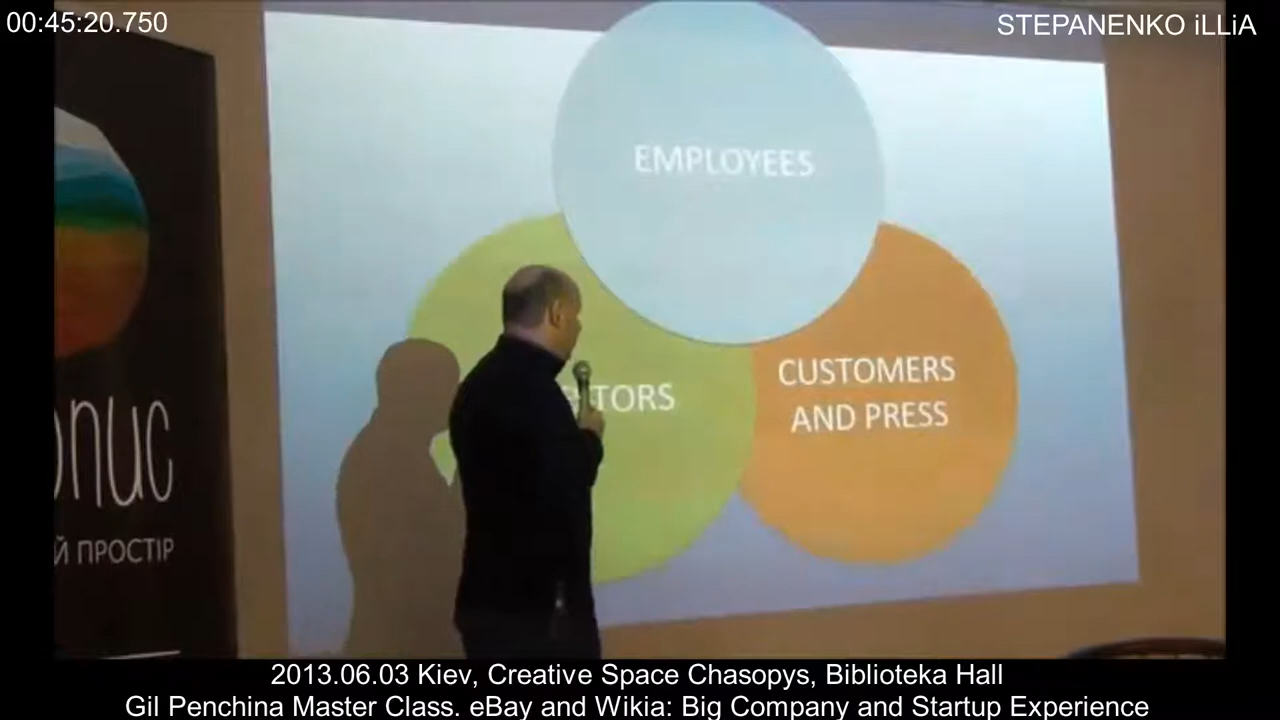 00:45:20.750
STEPANENKO iLLiA
EMPLOYEES
CUSTOMERS
AND PRESS
ПРОСТІР
2013.06.03 Kiev, Creative Space Chasopys, Biblioteka Hall
Gil Penchina Master Class. eBay and Wikia: Big Company and Startup Experience